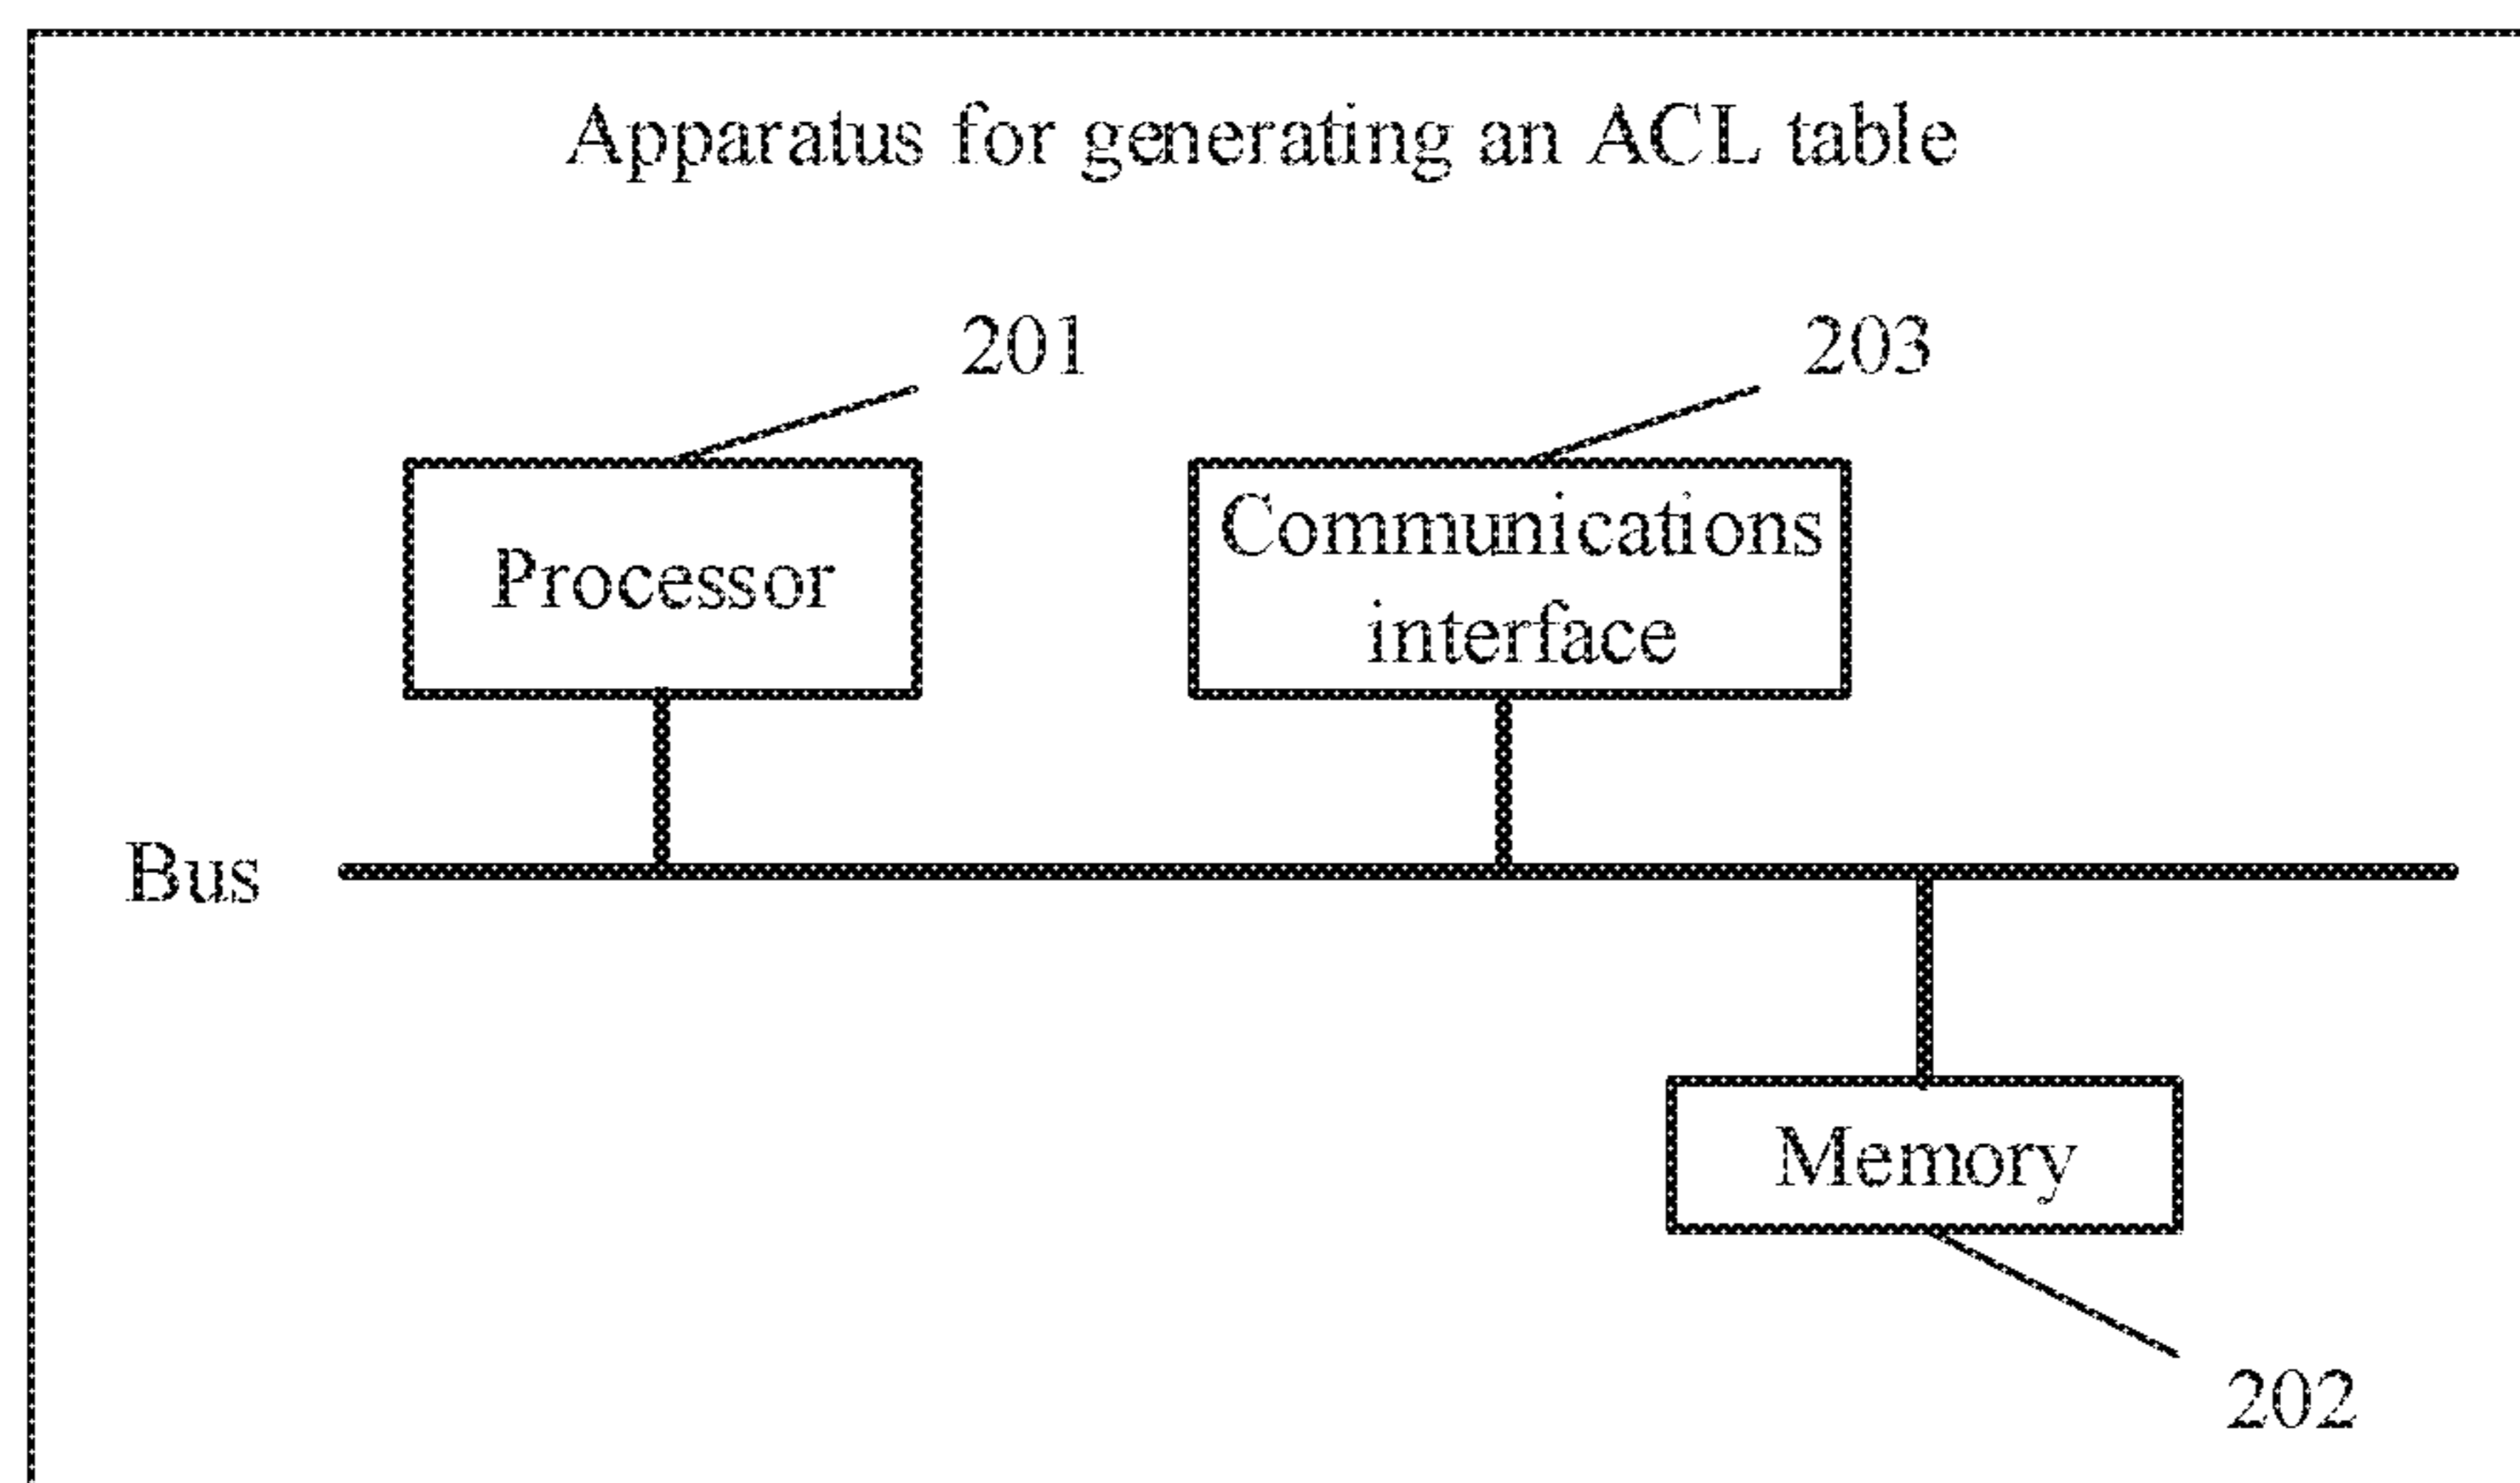 Apparatus for generating an ACL table
201
203
Processor
Communications
interface
Bus
Memory
202